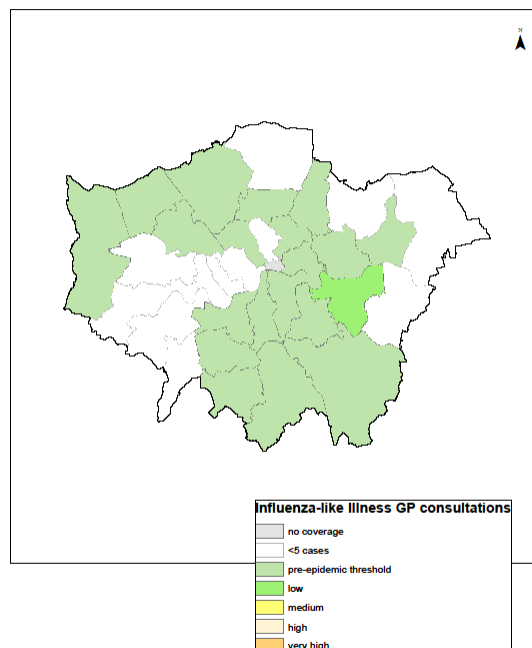 N
Influenza-like Illness GP consultations
no coverage
<5 cases
pre-epidemic threshold
low
medium
high
very high